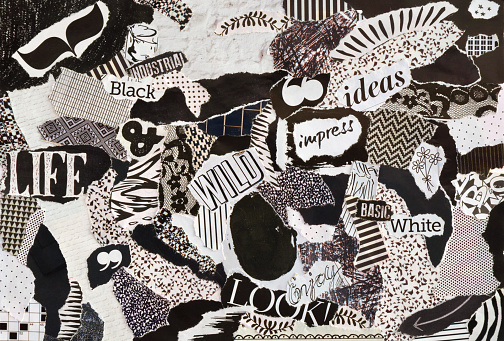 INDUSTRIAL
Black
“
ideas
&
impress
LIFE
WILD
BASIC
White
”
Enjoy
LOOK!